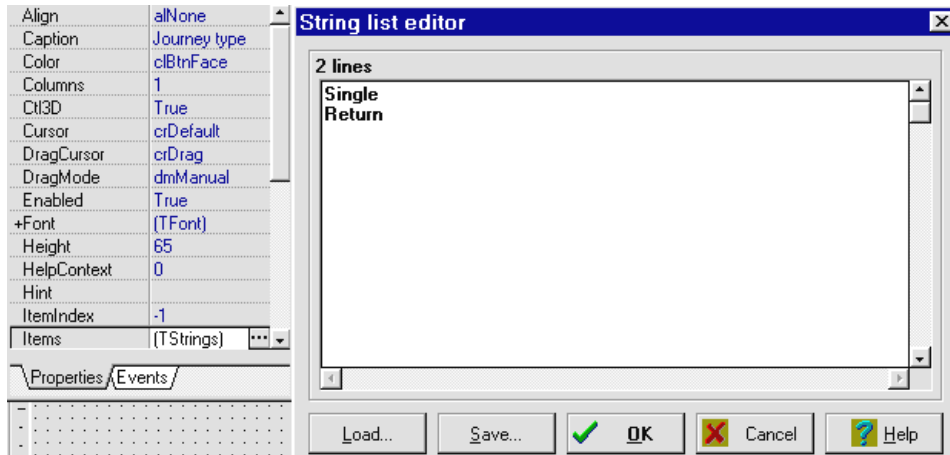 Align alNone
Caption Journey type
Color clBtnFace
Columns 1
Ctl3D True
Cursor crDefault
DragCursor crDrag
DragMode dmManual
Enabled True
+Font (TFont)
Height 65
HelpContext 0
Hint
ItemIndex -1
Items (TStrings) ...
Properties Events
String list editor
2 lines
Single
Return
Load... Save... OK Cancel Help